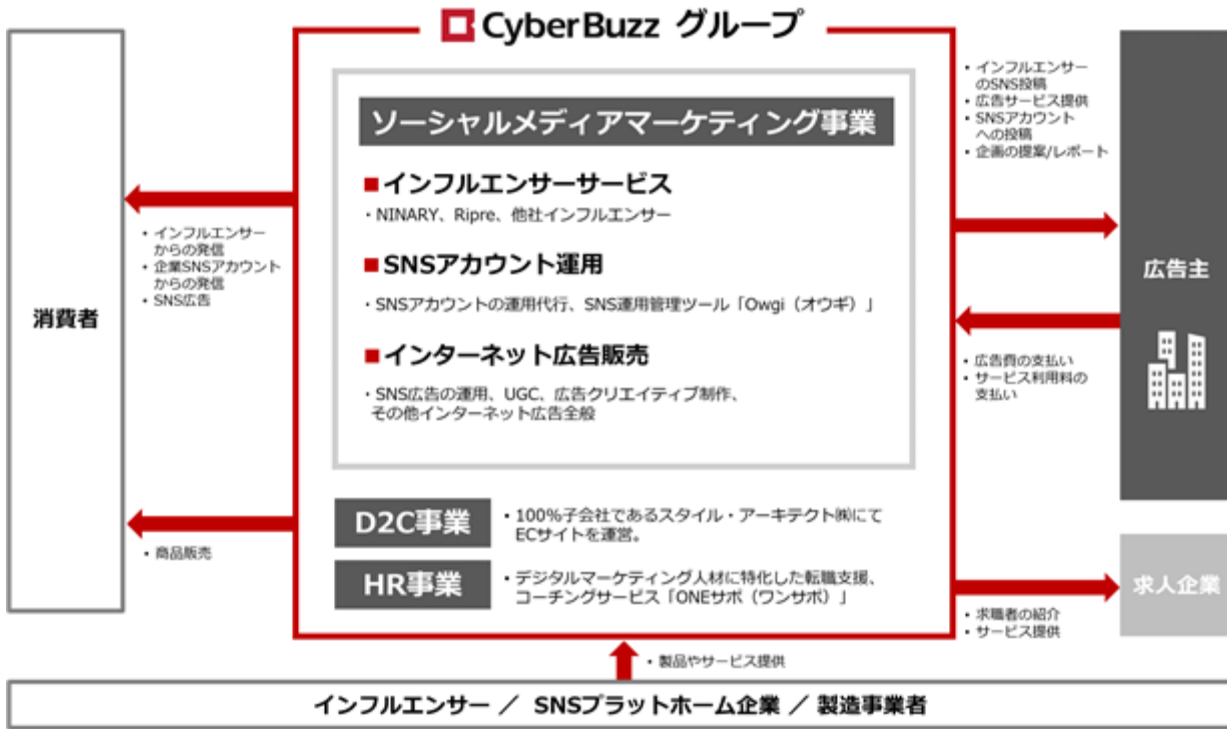 CyberBuzz グループ
ソーシャルメディアマーケティング事業
■インフルエンサーサービス
・NINARY、Ripre、他社インフルエンサー
■SNSアカウント運用
・SNSアカウントの運用代行、SNS運用管理ツール「Owgi（オウギ）」
■インターネット広告販売
・SNS広告の運用、UGC、広告クリエイティブ制作、
その他インターネット広告全般
D2C事業
・100%子会社であるスタイル・アーキテクト㈱にて
ECサイトを運営。
HR事業
・デジタルマーケティング人材に特化した転職支援、
コーチングサービス「ONEサポ（ワンサポ）」
消費者
・インフルエンサー
からの発信
・企業SNSアカウント
からの発信
・SNS広告
・商品販売
・インフルエンサー
のSNS投稿
・広告サービス提供
・SNSアカウント
への投稿
・企画の提案/レポート
広告主
・広告費の支払い
・サービス利用料の
支払い
求人企業
・求職者の紹介
・サービス提供
・製品やサービス提供
インフルエンサー ／ SNSプラットホーム企業 ／ 製造事業者